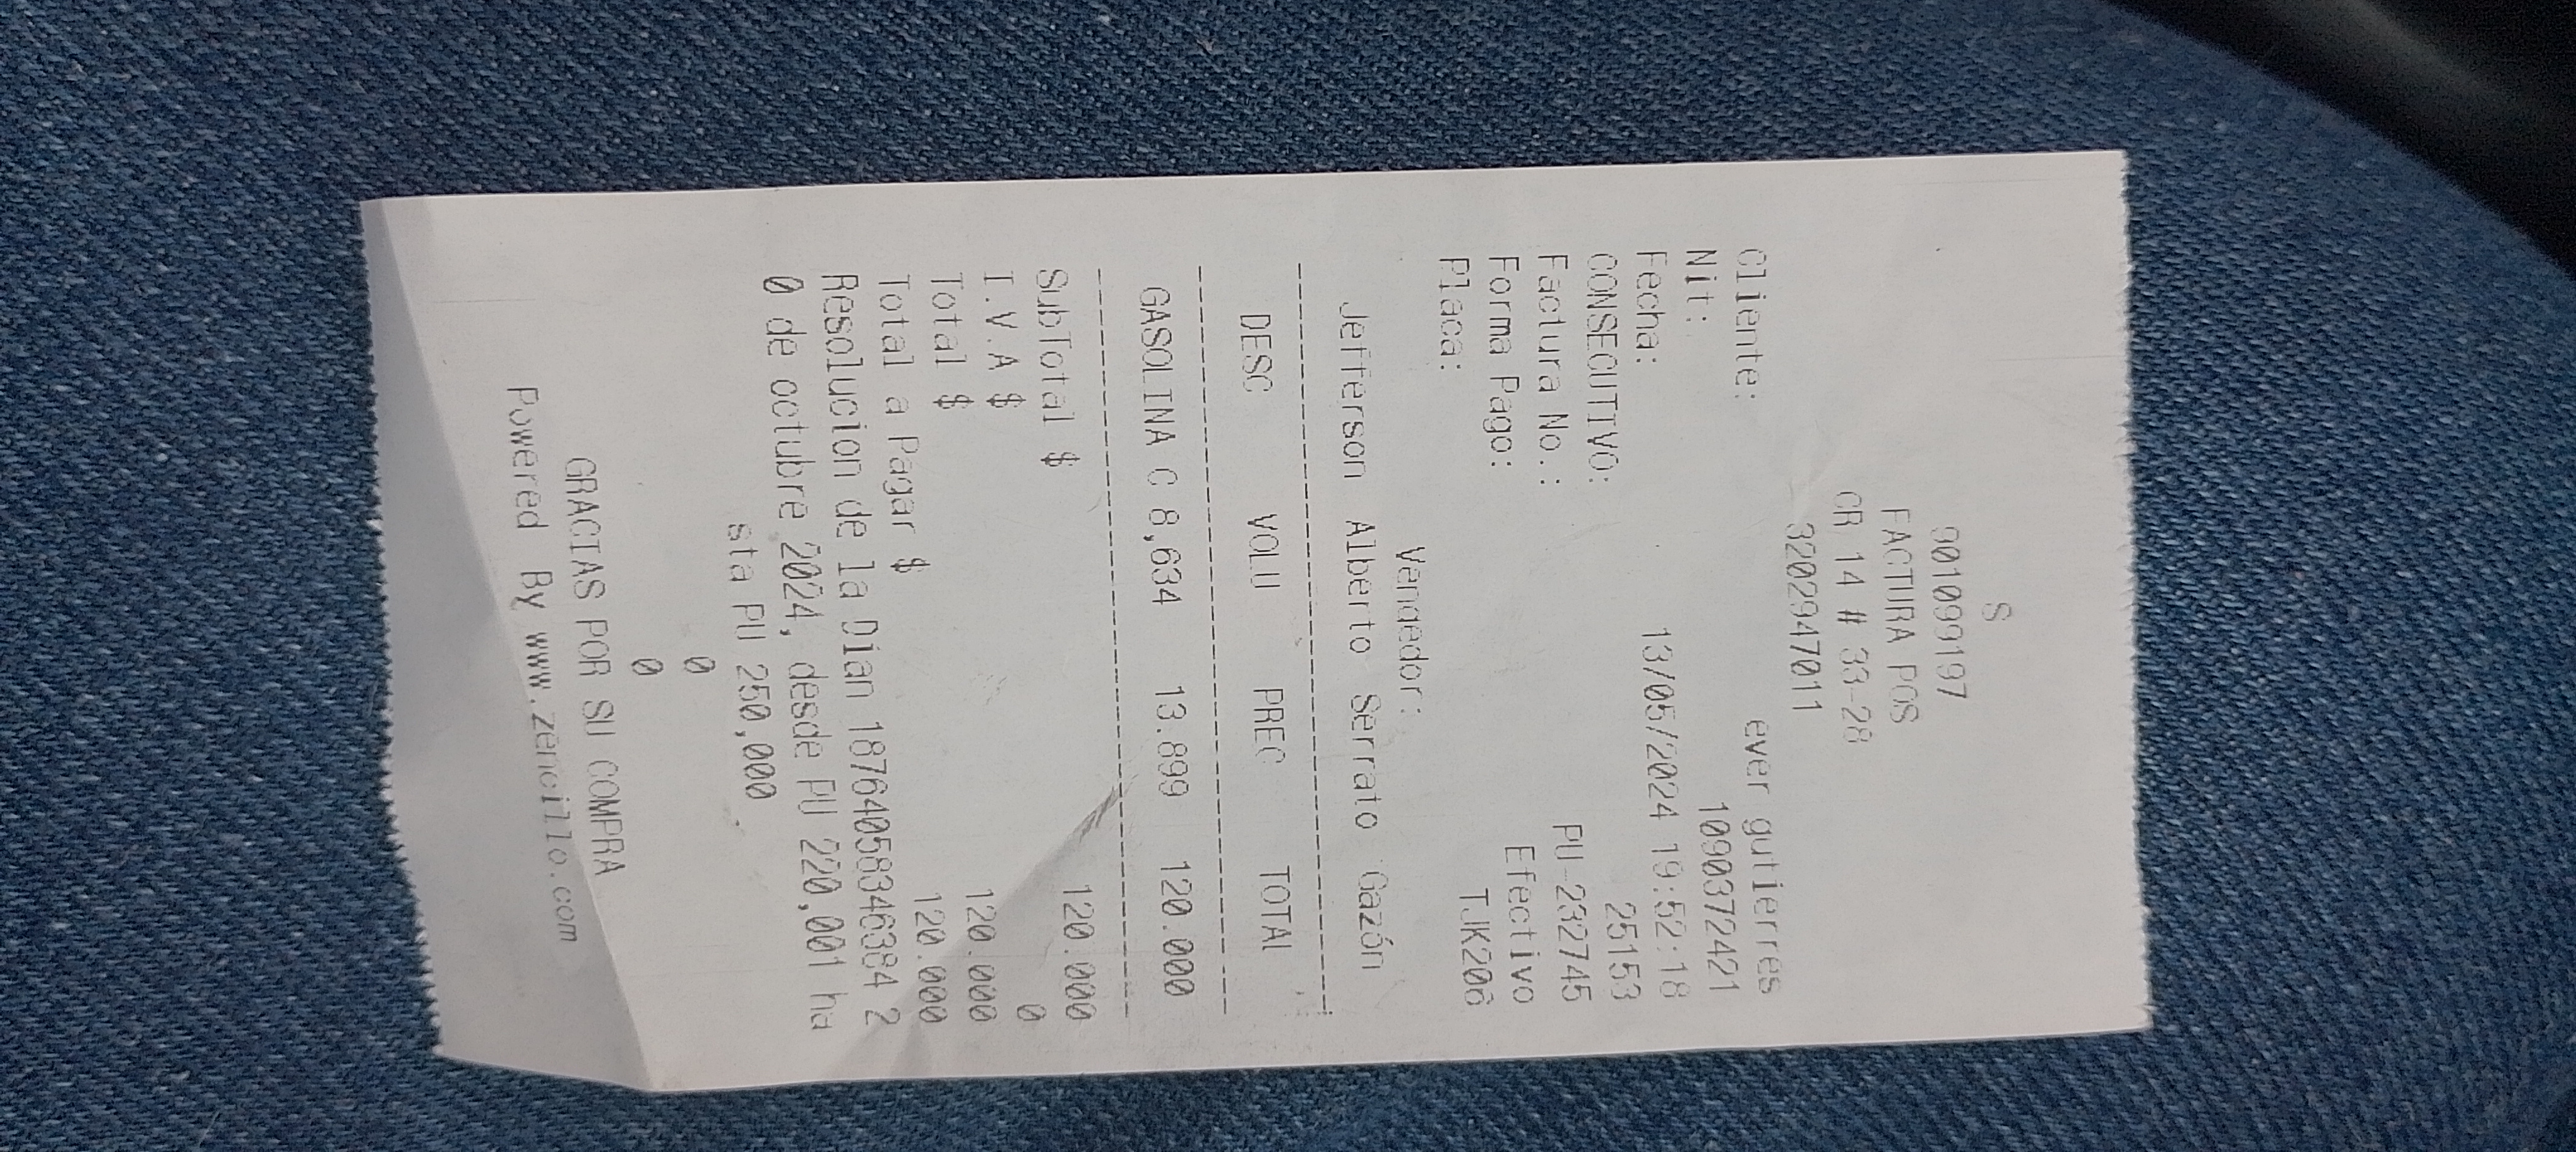 S
901099197
FACTURA POS
CR 14 # 33-28
3202947011
Cliente: ever gutierres
Nit: 1090372421
Fecha: 13/05/2024 19:52:18
CONSECUTIVO: 25153
Factura No.: PU-232745
Forma Pago: Efectivo
Placa: TJK206
Vendedor:
Jefferson Alberto Serrato Gazón
DESC VOLU PREC TOTAL
GASOLINA C 8,634 13.899 120.000
SubTotal $ 120.000
I.V.A $ 0
Total $ 120.000
Total a Pagar $ 120.000
Resolucion de la Dian 18764058346384 2
0 de octubre 2024, desde PU 220,001 ha
sta PU 250,000
0
0
GRACIAS POR SU COMPRA
Powered By www.zencillo.com